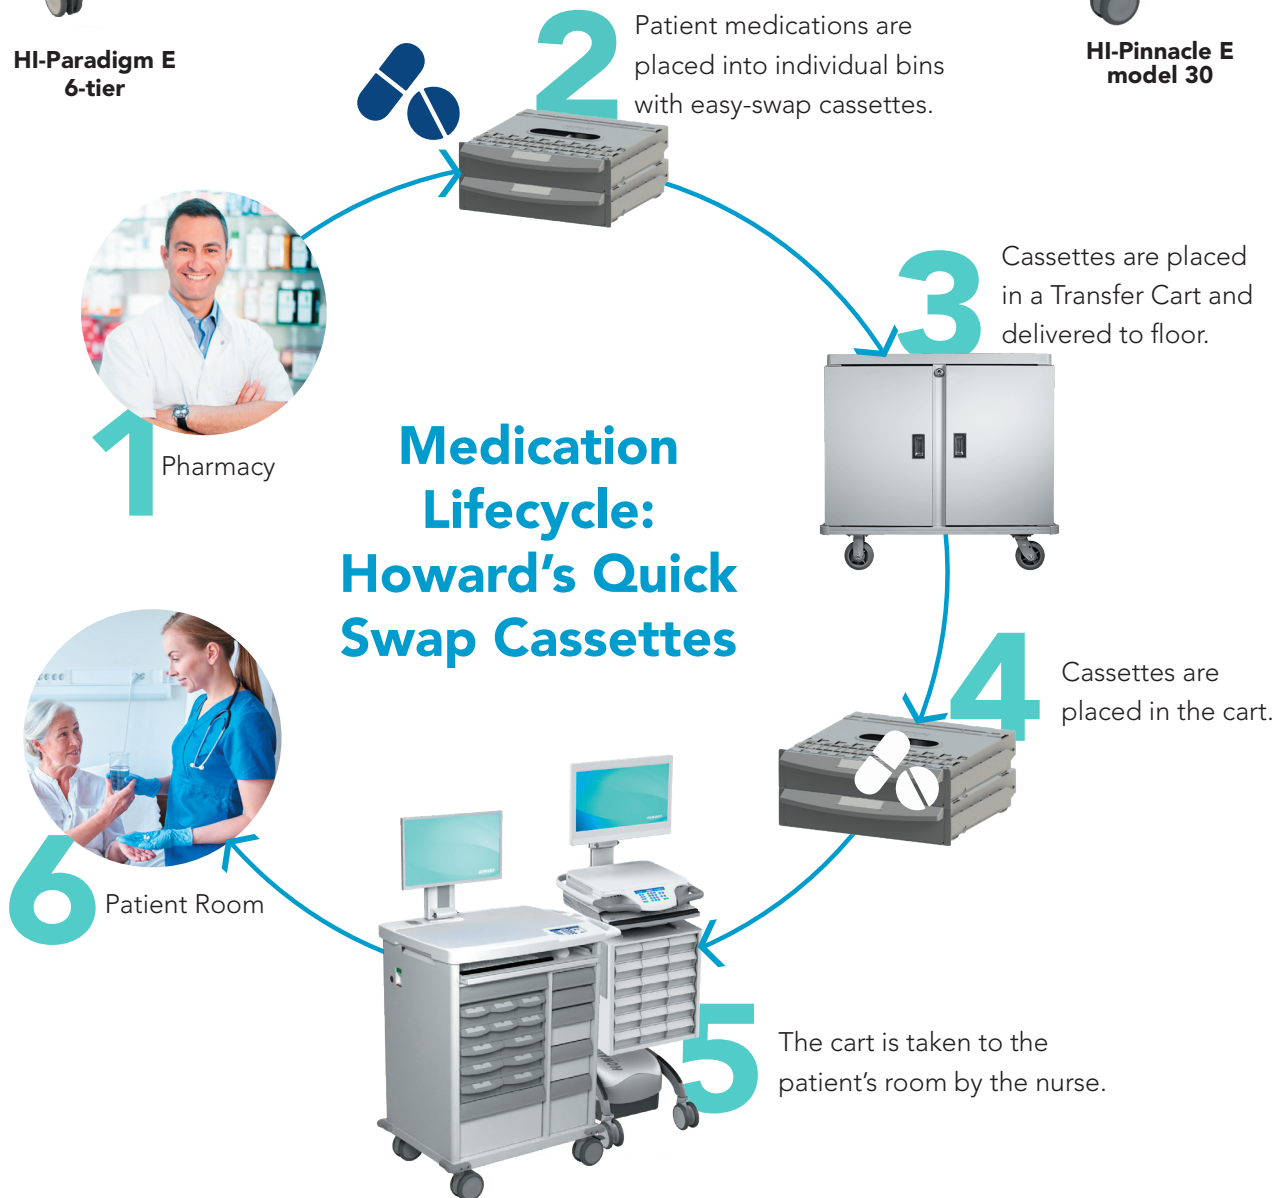 HI-Paradigm E
6-tier
2
Patient medications are
placed into individual bins
with easy-swap cassettes.
HI-Pinnacle E
model 30
1
Pharmacy
3
Cassettes are placed
in a Transfer Cart and
delivered to floor.
Medication
Lifecycle:
Howard’s Quick
Swap Cassettes
4
Cassettes are
placed in the cart.
5
The cart is taken to the
patient’s room by the nurse.
6
Patient Room